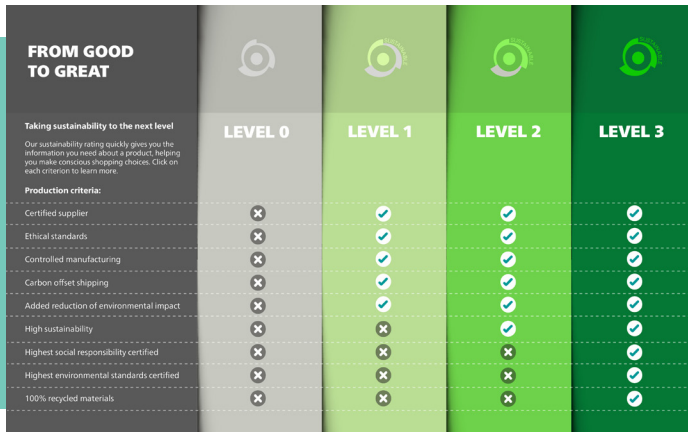 FROM GOOD
TO GREAT
Taking sustainability to the next level
Our sustainability rating quickly gives you the
information you need about a product, helping
you make conscious shopping choices. Click on
each criterion to learn more.
Production criteria:
Certified supplier
Ethical standards
Controlled manufacturing
Carbon offset shipping
Added reduction of environmental impact
High sustainability
Highest social responsibility certified
Highest environmental standards certified
100% recycled materials
LEVEL 0
SUSTAINABLE
LEVEL 1
SUSTAINABLE
LEVEL 2
SUSTAINABLE
LEVEL 3